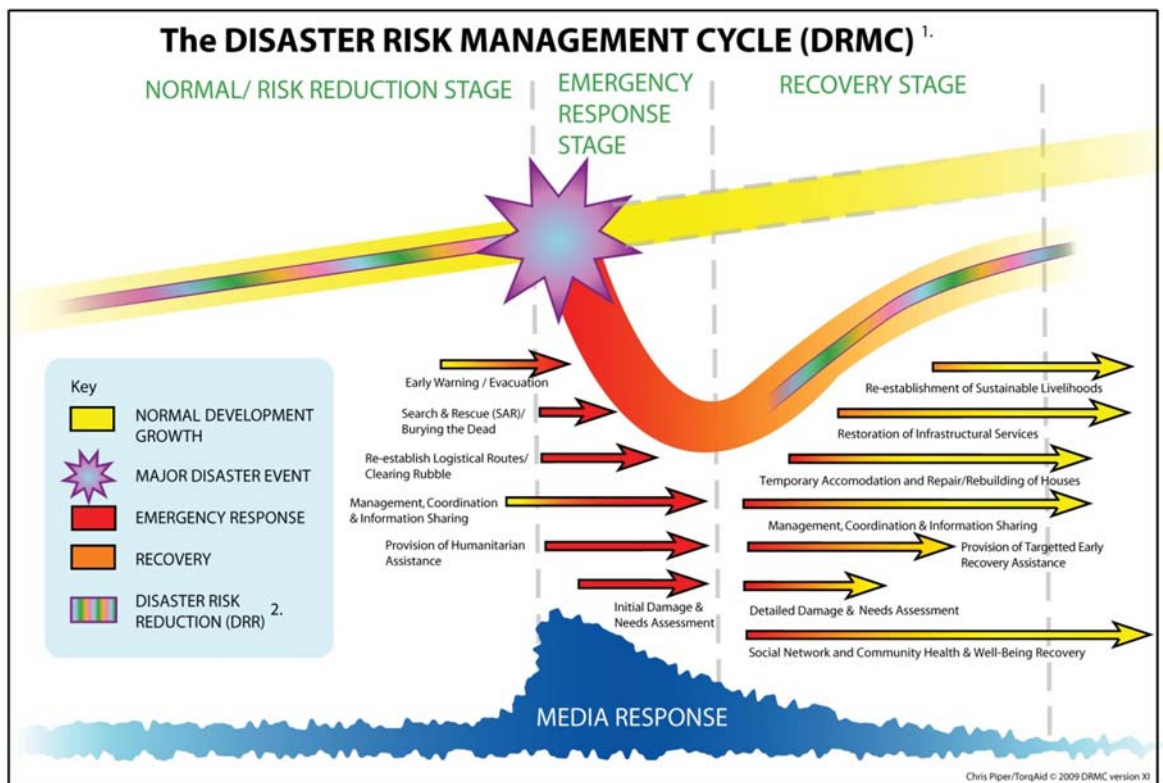 The DISASTER RISK MANAGEMENT CYCLE (DRMC) 1.
NORMAL/ RISK REDUCTION STAGE
EMERGENCY
RESPONSE
STAGE
RECOVERY STAGE
Key
NORMAL DEVELOPMENT
GROWTH
MAJOR DISASTER EVENT
EMERGENCY RESPONSE
RECOVERY
DISASTER RISK
REDUCTION (DRR) 2.
Early Warning / Evacuation
Search & Rescue (SAR)/
Burying the Dead
Re-establish Logistical Routes/
Clearing Rubble
Management, Coordination
& Information Sharing
Provision of Humanitarian
Assistance
Initial Damage &
Needs Assessment
Re-establishment of Sustainable Livelihoods
Restoration of Infrastructural Services
Temporary Accomodation and Repair/Rebuilding of Houses
Management, Coordination & Information Sharing
Provision of Targetted Early
Recovery Assistance
Detailed Damage & Needs Assessment
Social Network and Community Health & Well-Being Recovery
MEDIA RESPONSE
Chris Piper/TorqAid © 2009 DRMC version XI